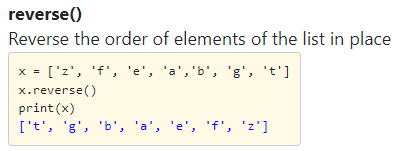 reverse()
Reverse the order of elements of the list in place
x = ['z', 'f', 'e', 'a','b', 'g', 't']
x.reverse()
print(x)
['t', 'g', 'b', 'a', 'e', 'f', 'z']